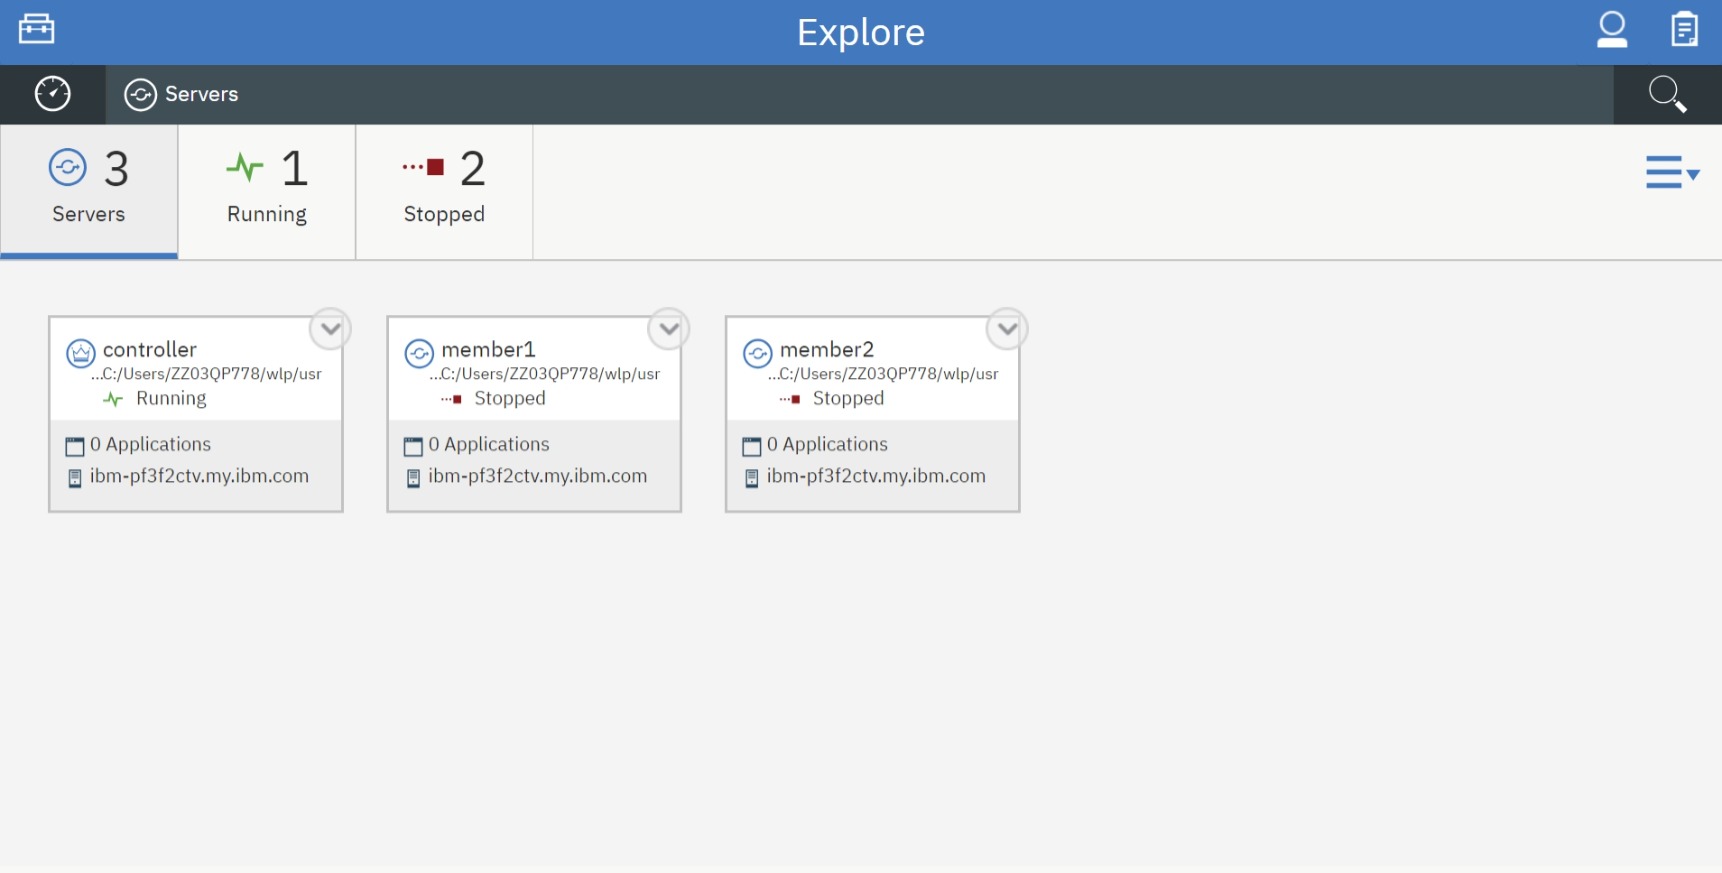 Explore
Servers
3
Servers
1
Running
2
Stopped
controller
...C:/Users/ZZ03QP778/wlp/usr
Running
0 Applications
ibm-pf3f2ctv.my.ibm.com
member1
...C:/Users/ZZ03QP778/wlp/usr
Stopped
0 Applications
ibm-pf3f2ctv.my.ibm.com
member2
...C:/Users/ZZ03QP778/wlp/usr
Stopped
0 Applications
ibm-pf3f2ctv.my.ibm.com